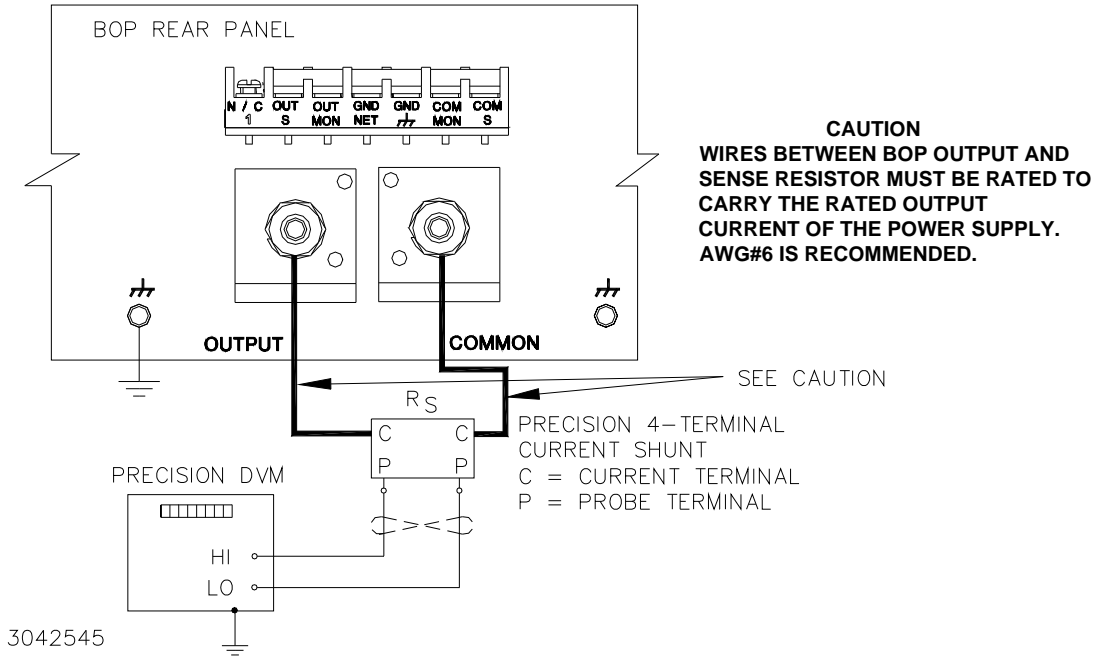 BOP REAR PANEL
N / C OUT OUT GND GND COM COM
1 S MON NET MON S
CAUTION
WIRES BETWEEN BOP OUTPUT AND
SENSE RESISTOR MUST BE RATED TO
CARRY THE RATED OUTPUT
CURRENT OF THE POWER SUPPLY.
AWG#6 IS RECOMMENDED.
OUTPUT
COMMON
SEE CAUTION
RS
C C
P P
PRECISION 4-TERMINAL
CURRENT SHUNT
C = CURRENT TERMINAL
P = PROBE TERMINAL
PRECISION DVM
HI
LO
3042545